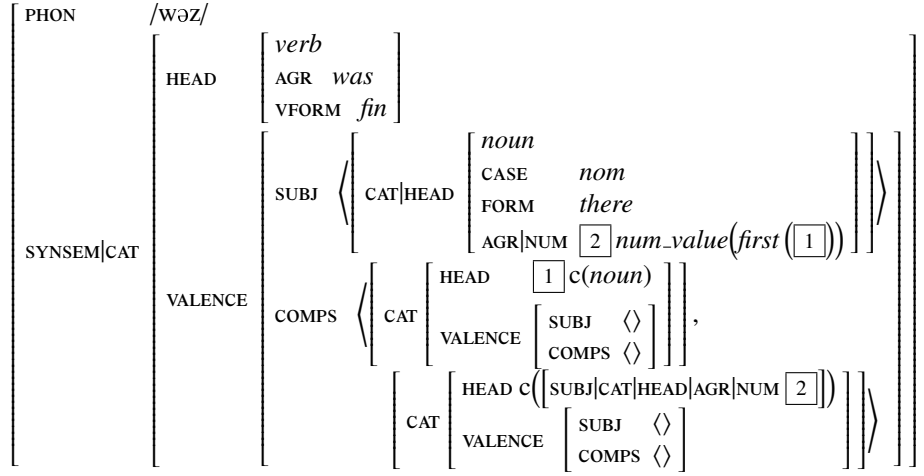 PHON /wəz/
SYNSEM|CAT
HEAD
verb
AGR was
VFORM fin
VALENCE
SUBJ ⟨ CAT|HEAD
noun
CASE nom
FORM there
AGR|NUM 2 num_value(first(1)) ⟩
COMPS ⟨ CAT
HEAD 1 c(noun)
VALENCE
SUBJ ⟨⟩
COMPS ⟨⟩
,
CAT
HEAD c([SUBJ|CAT|HEAD|AGR|NUM 2])
VALENCE
SUBJ ⟨⟩
COMPS ⟨⟩ ⟩